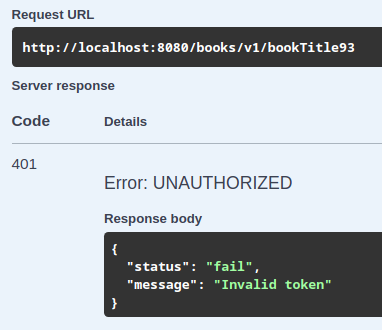 Request URL
http://localhost:8080/books/v1/bookTitle93
Server response
Code Details
401
Error: UNAUTHORIZED
Response body
{
"status": "fail",
"message": "Invalid token"
}